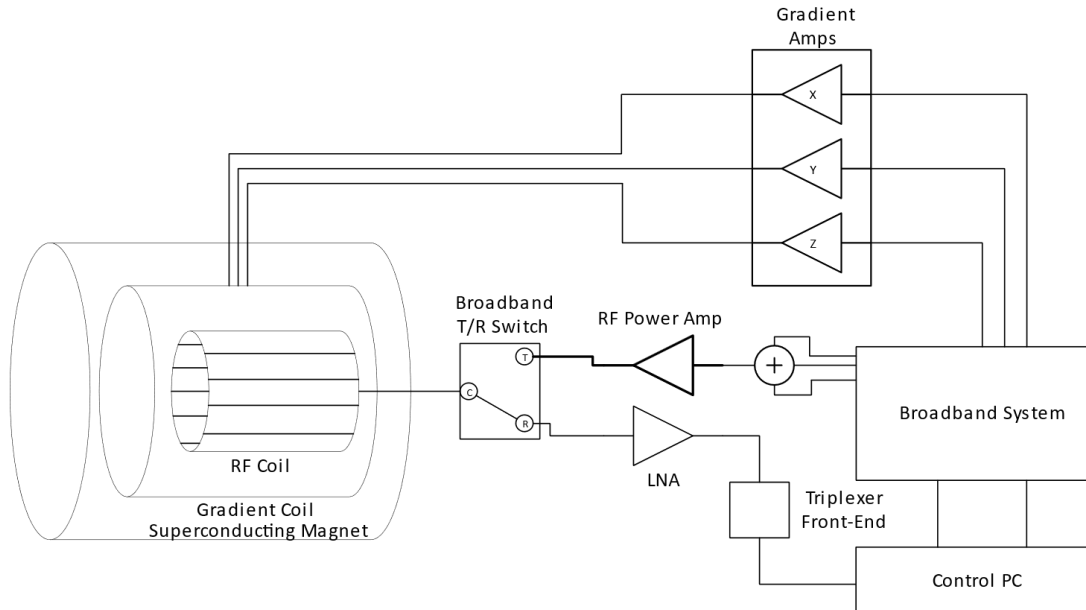 Gradient
Amps
X
Y
Z
Broadband
T/R Switch
RF Power Amp
T
C
R
+
Broadband System
LNA
RF Coil
Gradient Coil
Superconducting Magnet
Triplexer
Front-End
Control PC